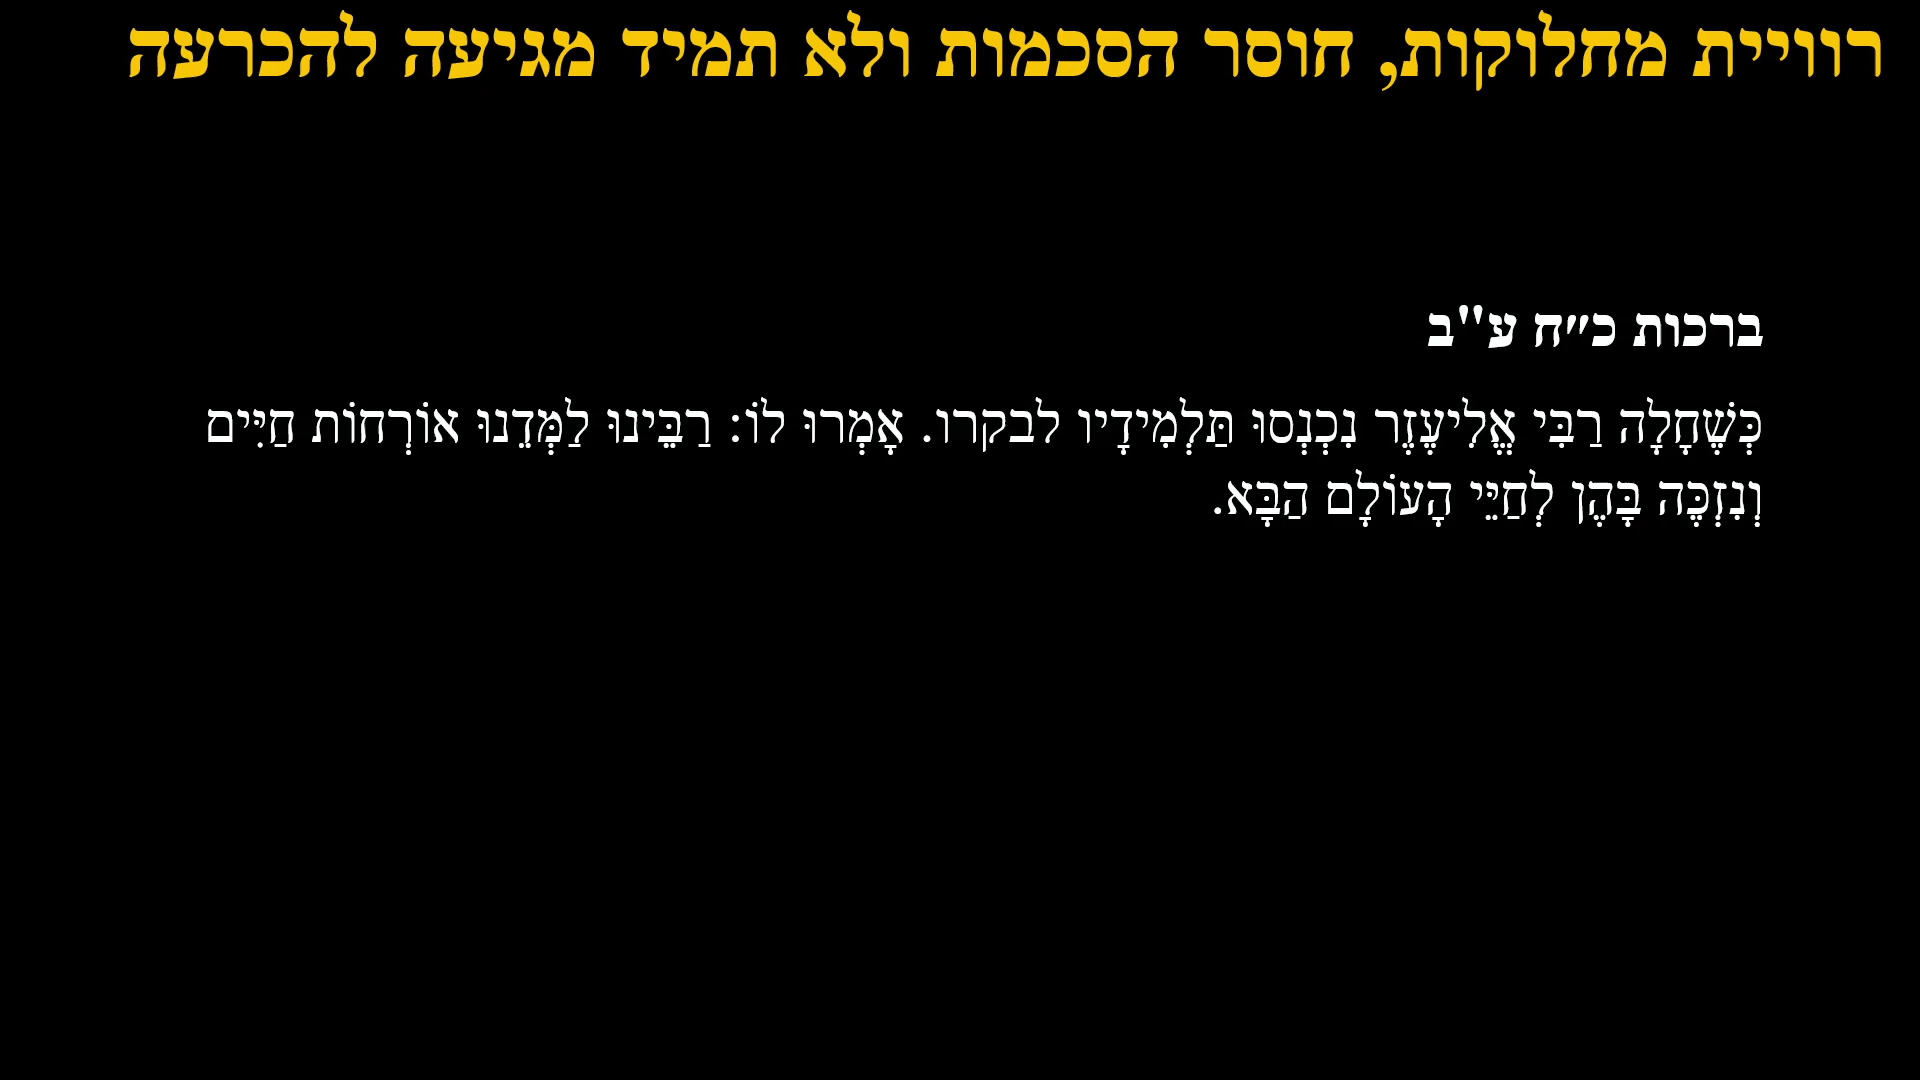 רוויית מחלוקות, חוסר הסכמות ולא תמיד מגיעה להכרעה
ברכות כ״ח ע"ב
כְּשֶׁחָלָה רַבִּי אֱלִיעֶזֶר נִכְנְסוּ תַּלְמִידָיו לבקרו. אָמְרוּ לוֹ: רַבֵּינוּ לַמְּדֵנוּ אוֹרְחוֹת חַיִּים
וְנִזְכֶּה בָּהֶן לְחַיֵּי הָעוֹלָם הַבָּא.